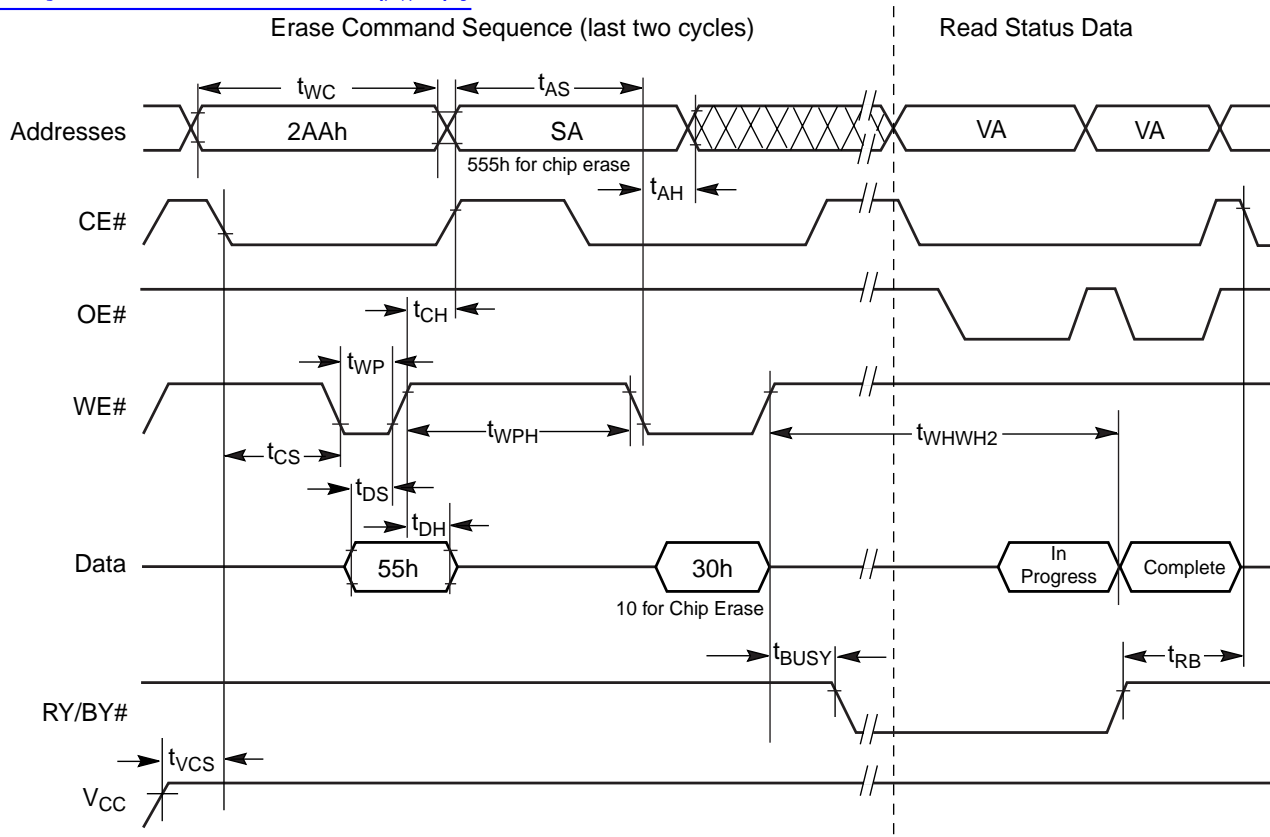 Erase Command Sequence (last two cycles)
Read Status Data
tWC
tAS
Addresses
2AAh
SA
VA
VA
555h for chip erase
tAH
CE#
tCH
OE#
tWP
WE#
tWPH
tWHWH2
tCS
tDS
tDH
Data
55h
30h
In
Progress
Complete
10 for Chip Erase
tBUSY
tRB
RY/BY#
tVCS
VCC